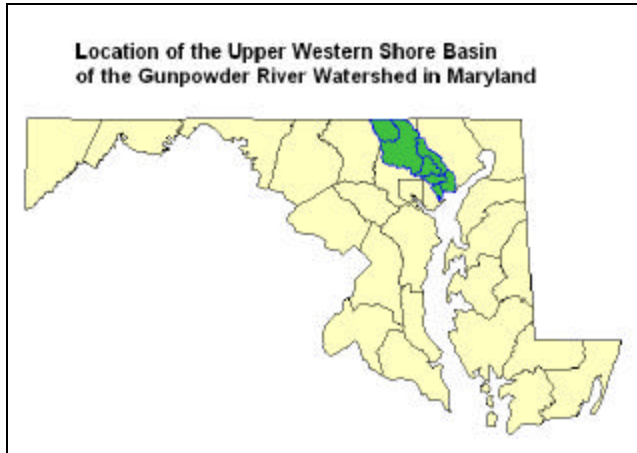 Location of the Upper Western Shore Basin
of the Gunpowder River Watershed in Maryland